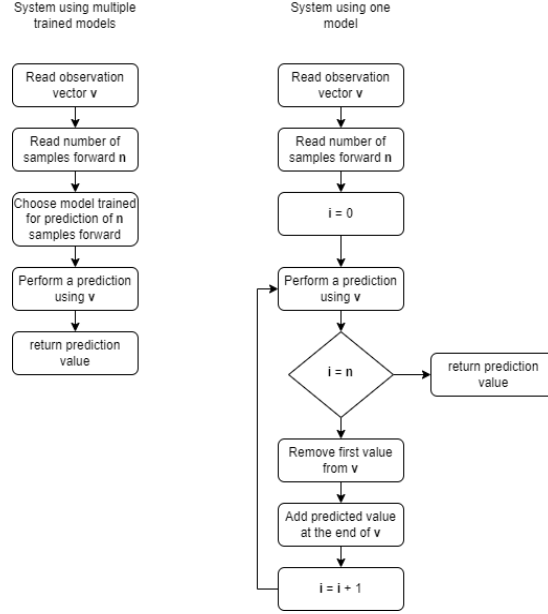 System using multiple
trained models
Read observation
vector v
Read number of
samples forward n
Choose model trained
for prediction of n
samples forward
Perform a prediction
using v
return prediction
value
System using one
model
Read observation
vector v
Read number of
samples forward n
i = 0
Perform a prediction
using v
i = n
return prediction
value
Remove first value
from v
Add predicted value
at the end of v
i = i + 1